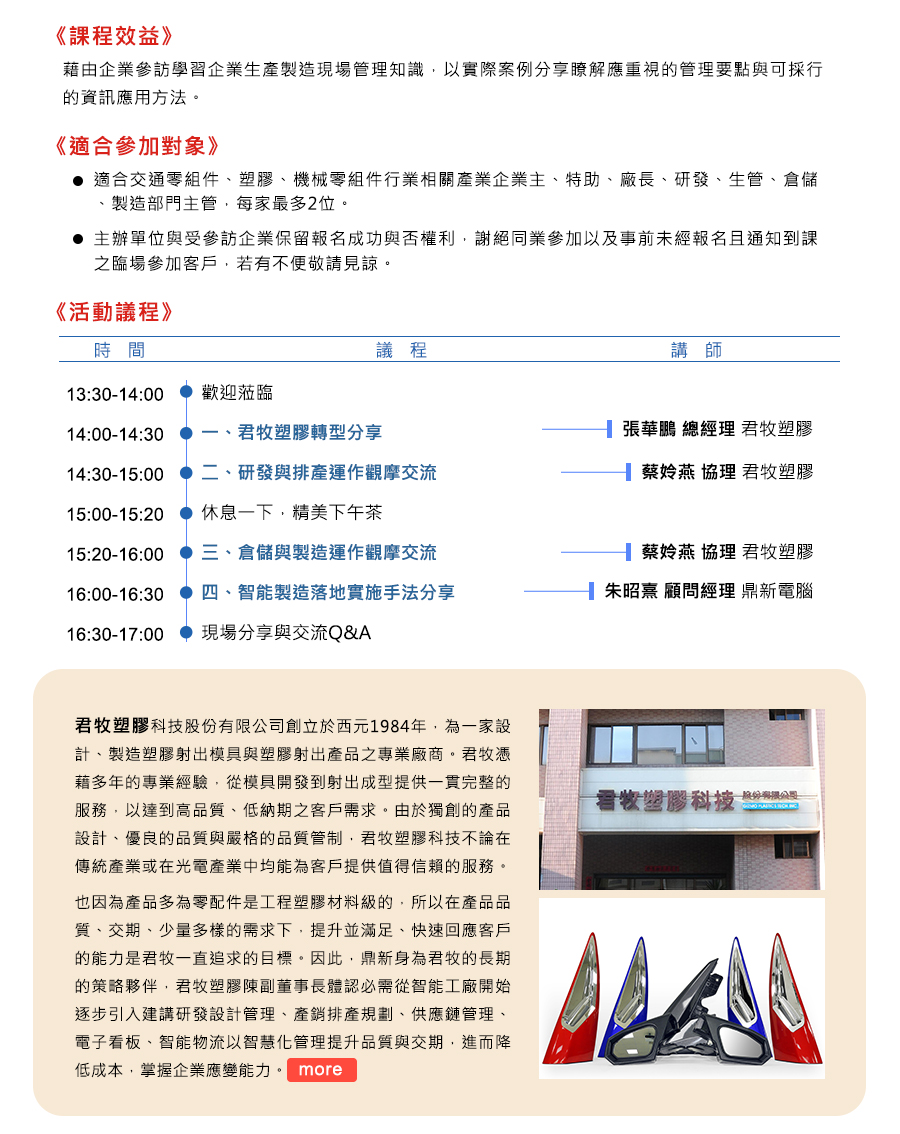 《課程效益》
藉由企業參訪學習企業生產製造現場管理知識，以實際案例分享瞭解應重視的管理要點與可採行
的資訊應用方法。
《適合參加對象》
● 適合交通零組件、塑膠、機械零組件行業相關產業企業主、特助、廠長、研發、生管、倉儲
、製造部門主管，每家最多2位。
● 主辦單位與受參訪企業保留報名成功與否權利，謝絕同業參加以及事前未經報名且通知到課
之臨場參加客戶，若有不便敬請見諒。
《活動議程》
時 間 議 程 講 師
13:30-14:00 歡迎蒞臨
14:00-14:30 一、君牧塑膠轉型分享 張華鵬 總經理 君牧塑膠
14:30-15:00 二、研發與排產運作觀摩交流 蔡姈燕 協理 君牧塑膠
15:00-15:20 休息一下，精美下午茶
15:20-16:00 三、倉儲與製造運作觀摩交流 蔡姈燕 協理 君牧塑膠
16:00-16:30 四、智能製造落地實施手法分享 朱昭熹 顧問經理 鼎新電腦
16:30-17:00 現場分享與交流Q&A
君牧塑膠科技股份有限公司創立於西元1984年，為一家設
計、製造塑膠射出模具與塑膠射出產品之專業廠商。君牧憑
藉多年的專業經驗，從模具開發到射出成型提供一貫完整的
服務，以達到高品質、低納期之客戶需求。由於獨創的產品
設計、優良的品質與嚴格的品質管制，君牧塑膠科技不論在
傳統產業或在光電產業中均能為客戶提供值得信賴的服務。
也因為產品多為零配件是工程塑膠材料級的，所以在產品品
質、交期、少量多樣的需求下，提升並滿足、快速回應客戶
的能力是君牧一直追求的目標。因此，鼎新身為君牧的長期
的策略夥伴，君牧塑膠陳副董事長體認必需從智能工廠開始
逐步引入建講研發設計管理、產銷排產規劃、供應鏈管理、
電子看板、智能物流以智慧化管理提升品質與交期，進而降
低成本，掌握企業應變能力。 more
君牧塑膠科技 股份有限公司